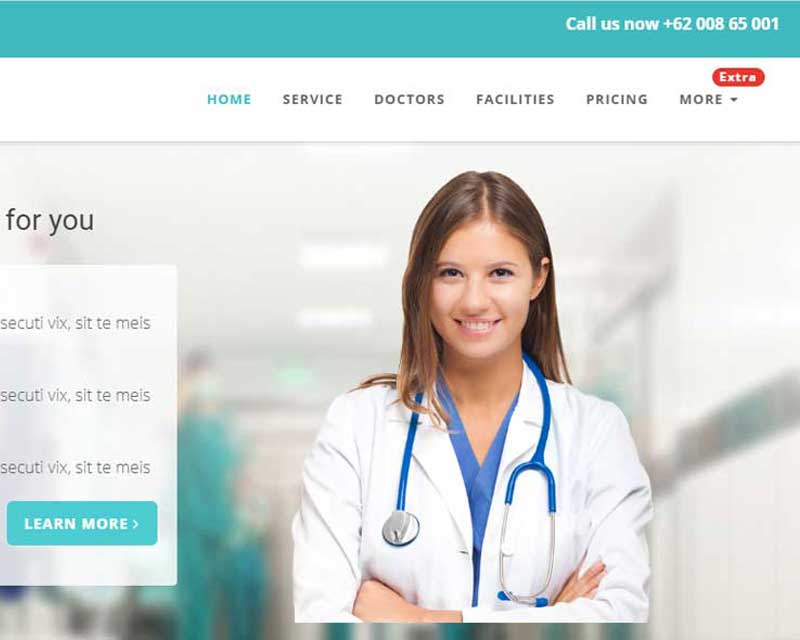 Call us now +62 008 65 001
Extra
HOME SERVICE DOCTORS FACILITIES PRICING MORE
for you
secuti vix, sit te meis
secuti vix, sit te meis
secuti vix, sit te meis
LEARN MORE